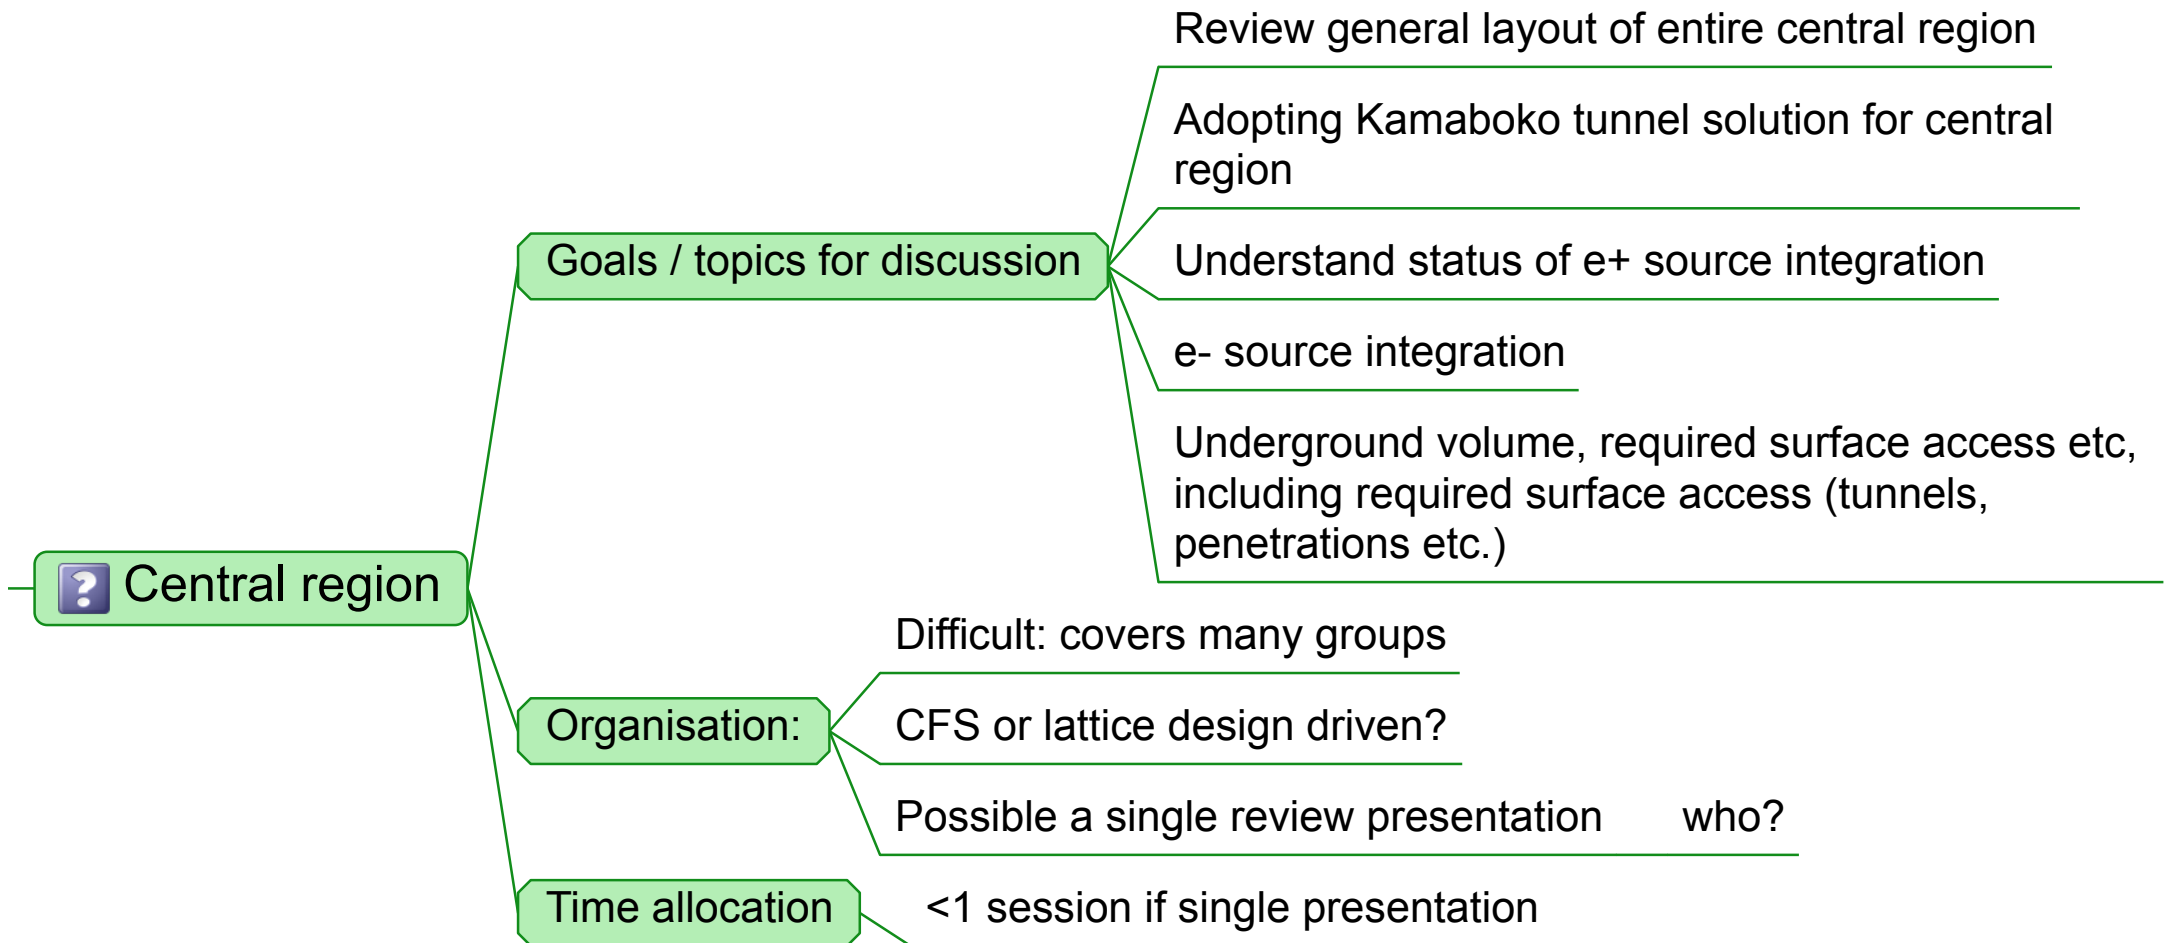 Review general layout of entire central region
Adopting Kamaboko tunnel solution for central
region
Goals / topics for discussion
Understand status of e+ source integration
e- source integration
Underground volume, required surface access etc,
including required surface access (tunnels,
penetrations etc.)
? Central region
Difficult: covers many groups
Organisation:
CFS or lattice design driven?
Possible a single review presentation who?
Time allocation
<1 session if single presentation